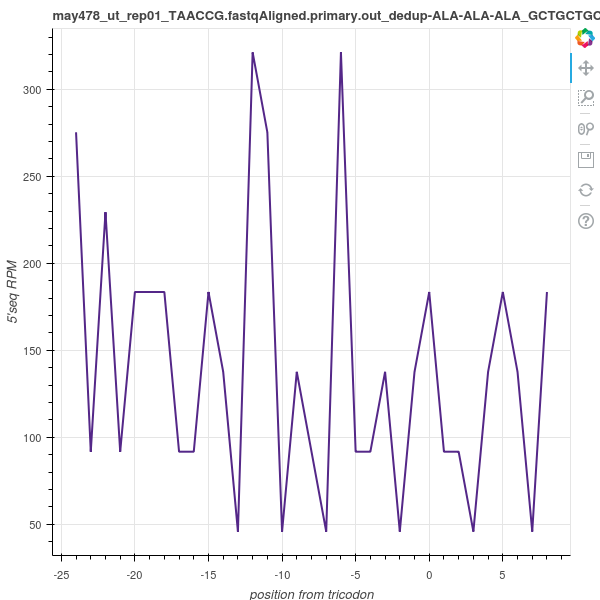 may478_ut_rep01_TAACCG.fastqAligned.primary.out_dedup-ALA-ALA-ALA_GCTGCTGC
300
250
200
150
100
50
5'seq RPM
-25 -20 -15 -10 -5 0 5
position from tricodon